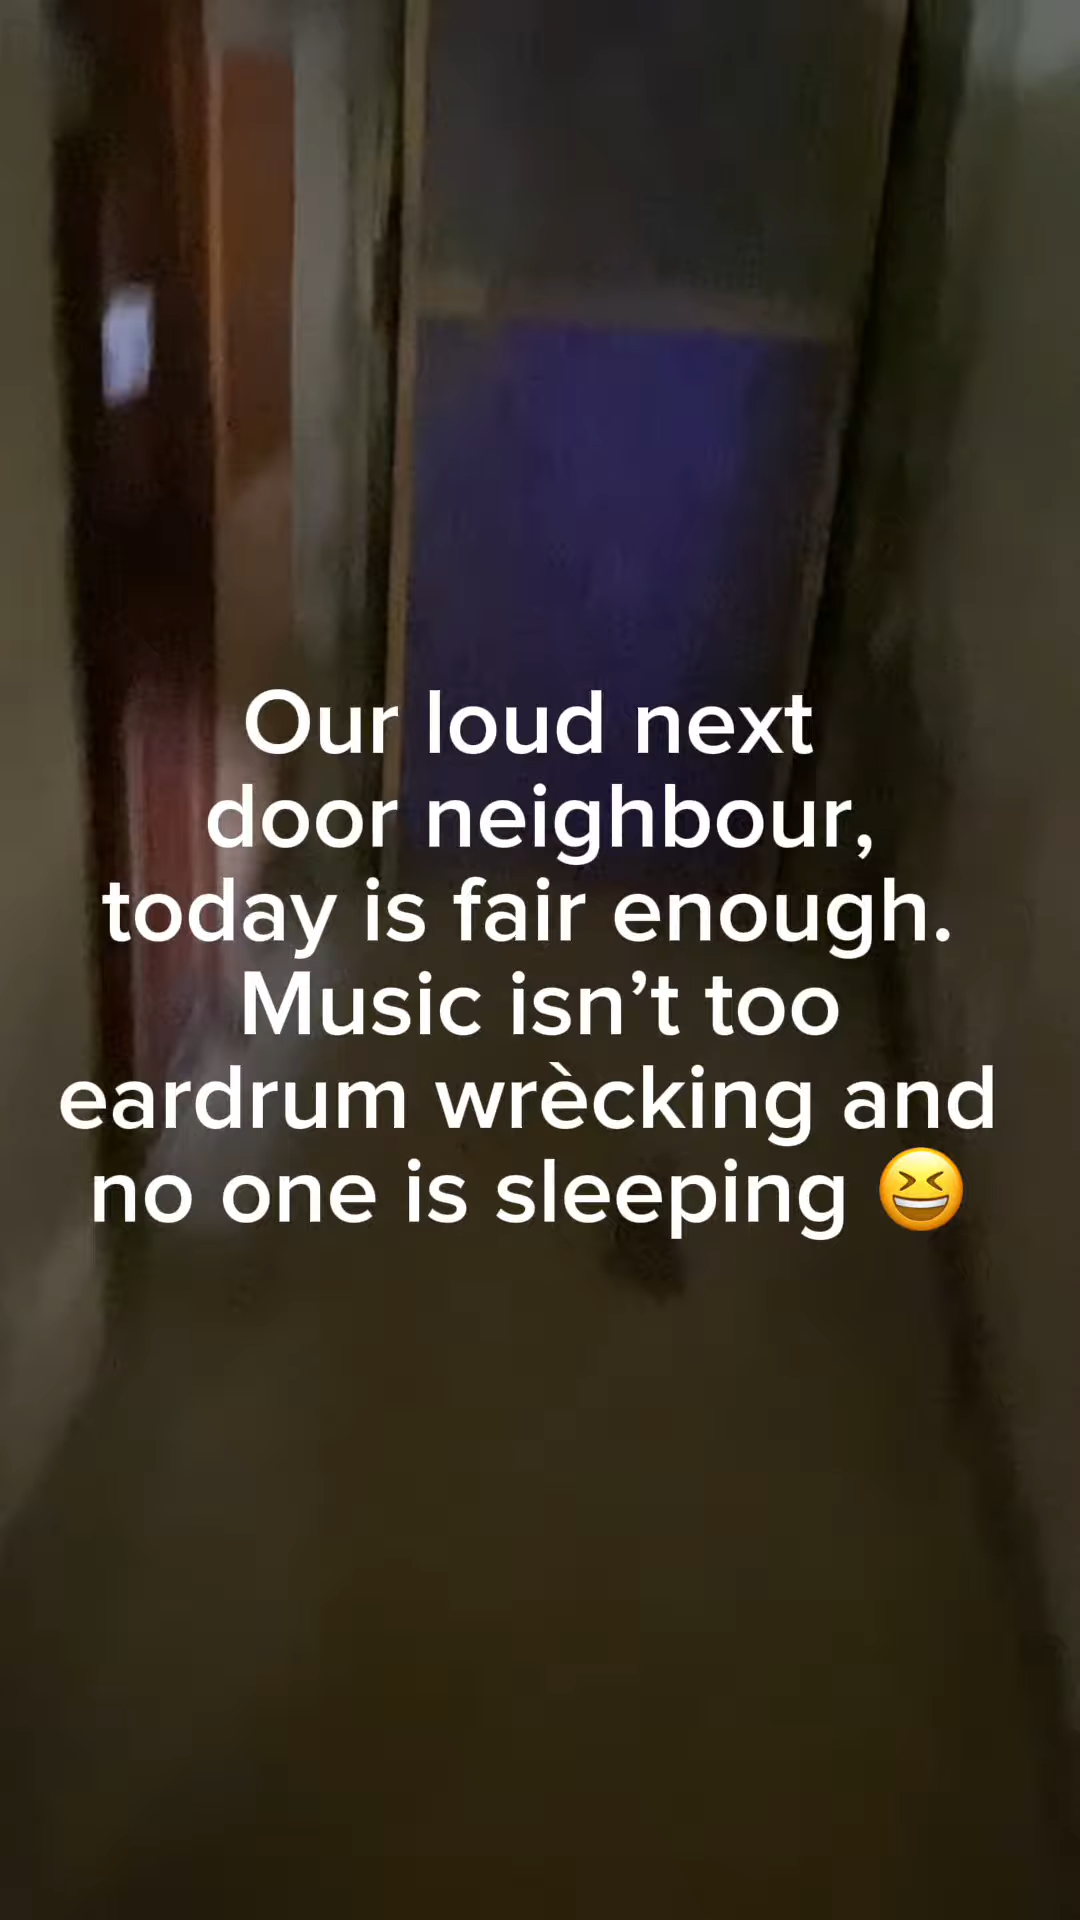 Our loud next
door neighbour,
today is fair enough.
Music isn’t too
eardrum wrècking and
no one is sleeping 😆